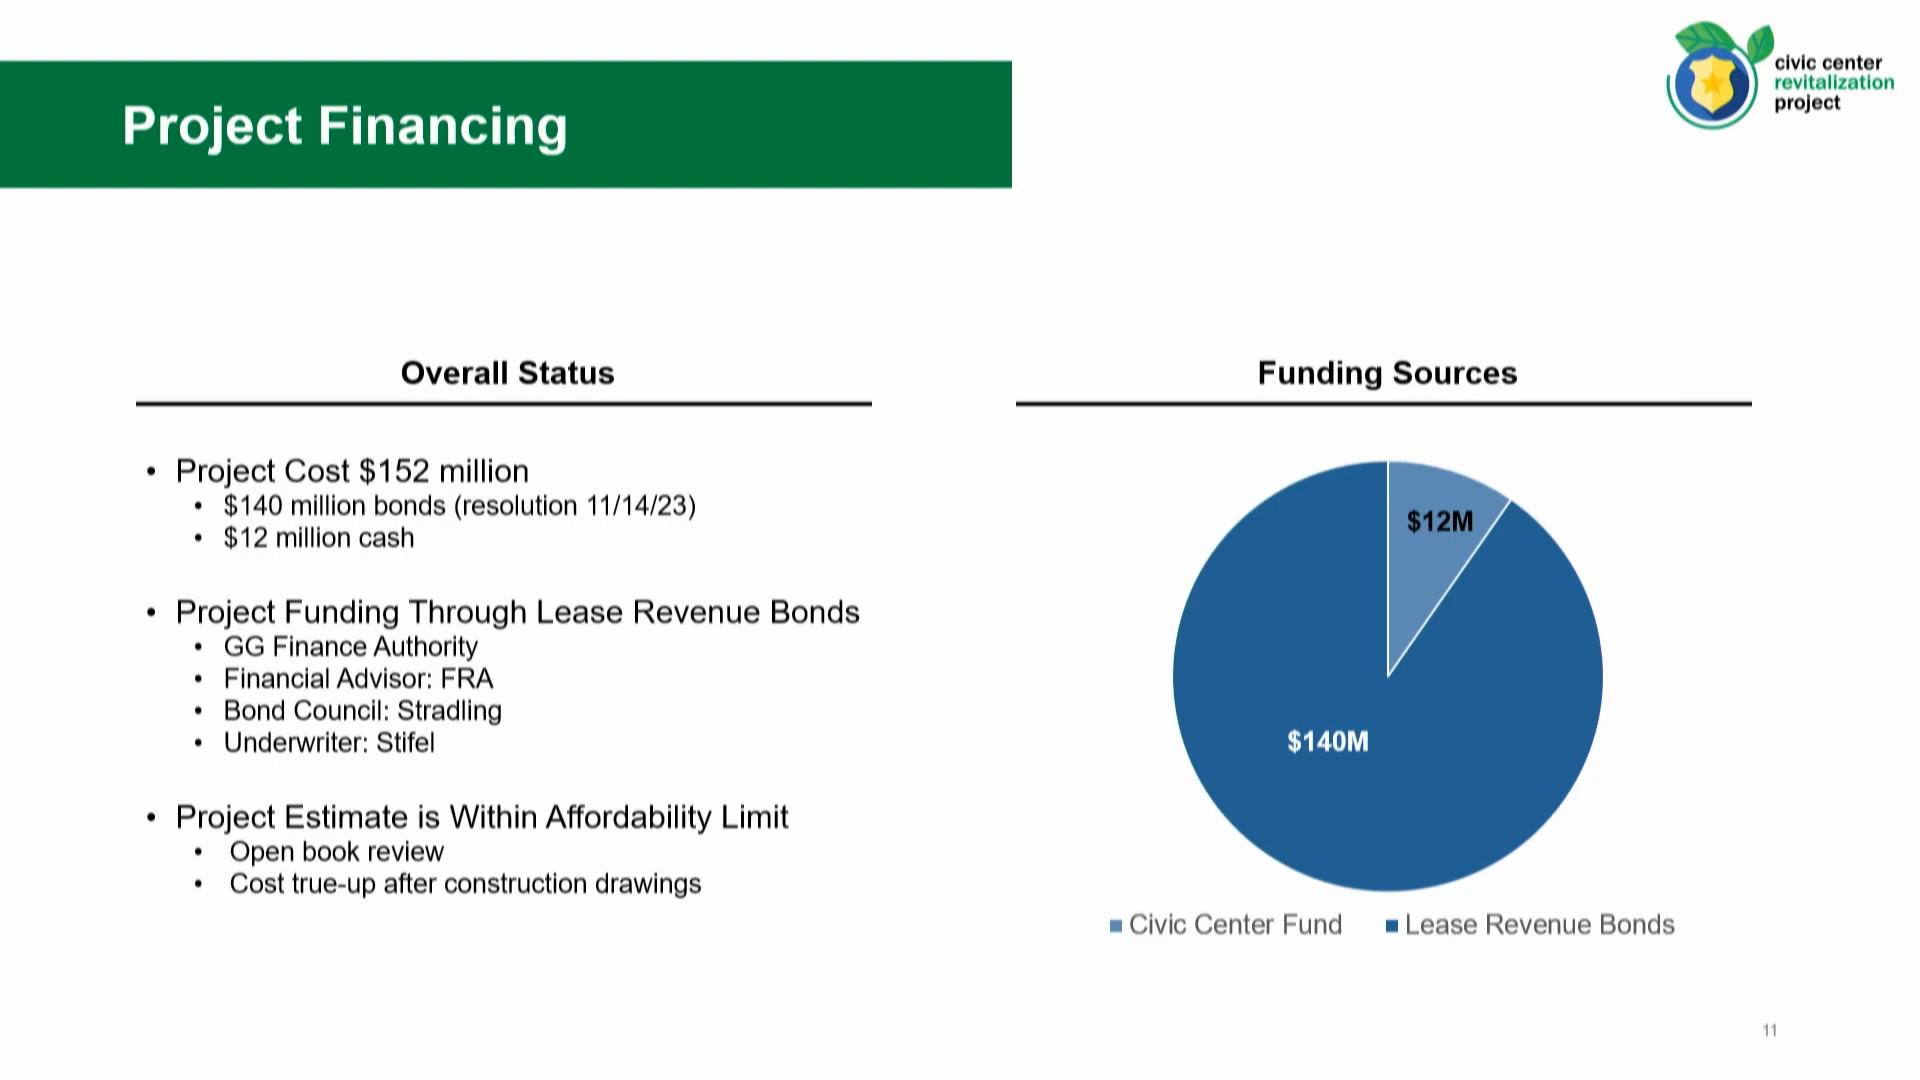 civic center
revitalization
project
Project Financing
Overall Status
• Project Cost $152 million
• $140 million bonds (resolution 11/14/23)
• $12 million cash
• Project Funding Through Lease Revenue Bonds
• GG Finance Authority
• Financial Advisor: FRA
• Bond Council: Stradling
• Underwriter: Stifel
• Project Estimate is Within Affordability Limit
• Open book review
• Cost true-up after construction drawings
Funding Sources
$12M
$140M
Civic Center Fund
Lease Revenue Bonds
11